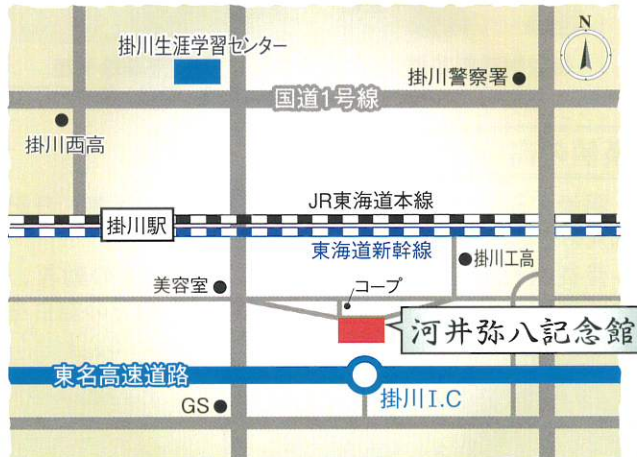 掛川生涯学習センター
N
掛川警察署
国道1号線
掛川西高
JR東海道本線
掛川駅
東海道新幹線
掛川工高
美容室
コープ
河井弥八記念館
東名高速道路
掛川I.C
GS